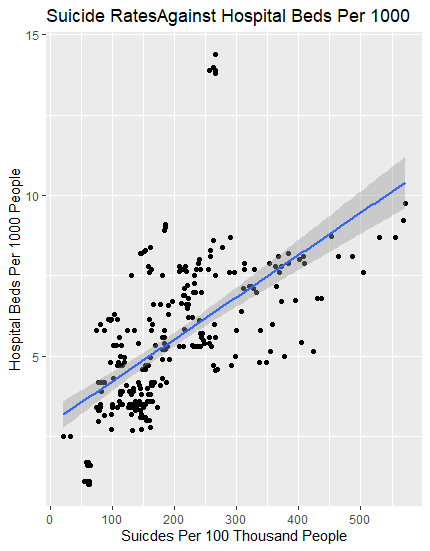 Suicide RatesAgainst Hospital Beds Per 1000
15
10
5
Hosptial Beds Per 1000 People
0 100 200 300 400 500
Suicdes Per 100 Thousand People